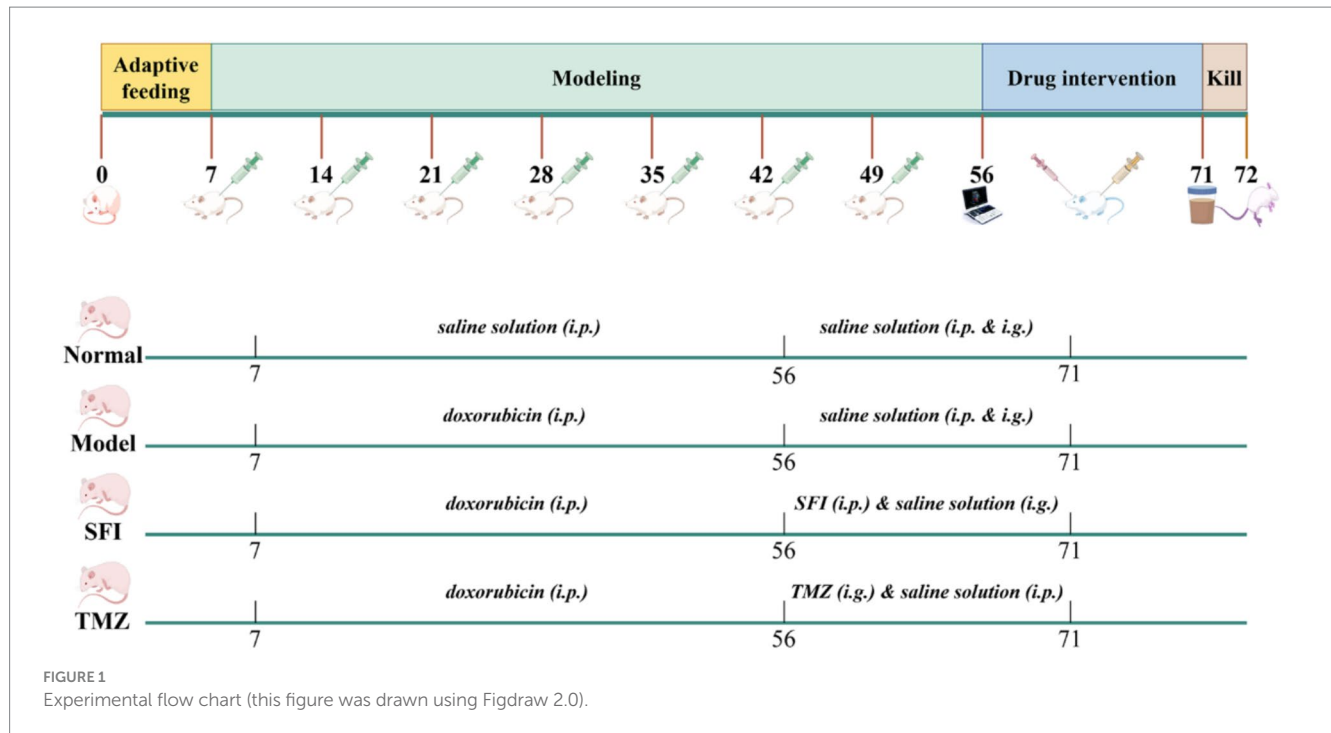 Adaptive
feeding
Modeling
Drug intervention
Kill
0
7
14
21
28
35
42
49
56
71
72
saline solution (i.p.)
saline solution (i.p. & i.g.)
Normal
7
56
71
doxorubicin (i.p.)
saline solution (i.p. & i.g.)
Model
7
56
71
doxorubicin (i.p.)
SFI (i.p.) & saline solution (i.g.)
SFI
7
56
71
doxorubicin (i.p.)
TMZ (i.g.) & saline solution (i.p.)
TMZ
7
56
71
FIGURE 1
Experimental flow chart (this figure was drawn using Figdraw 2.0).